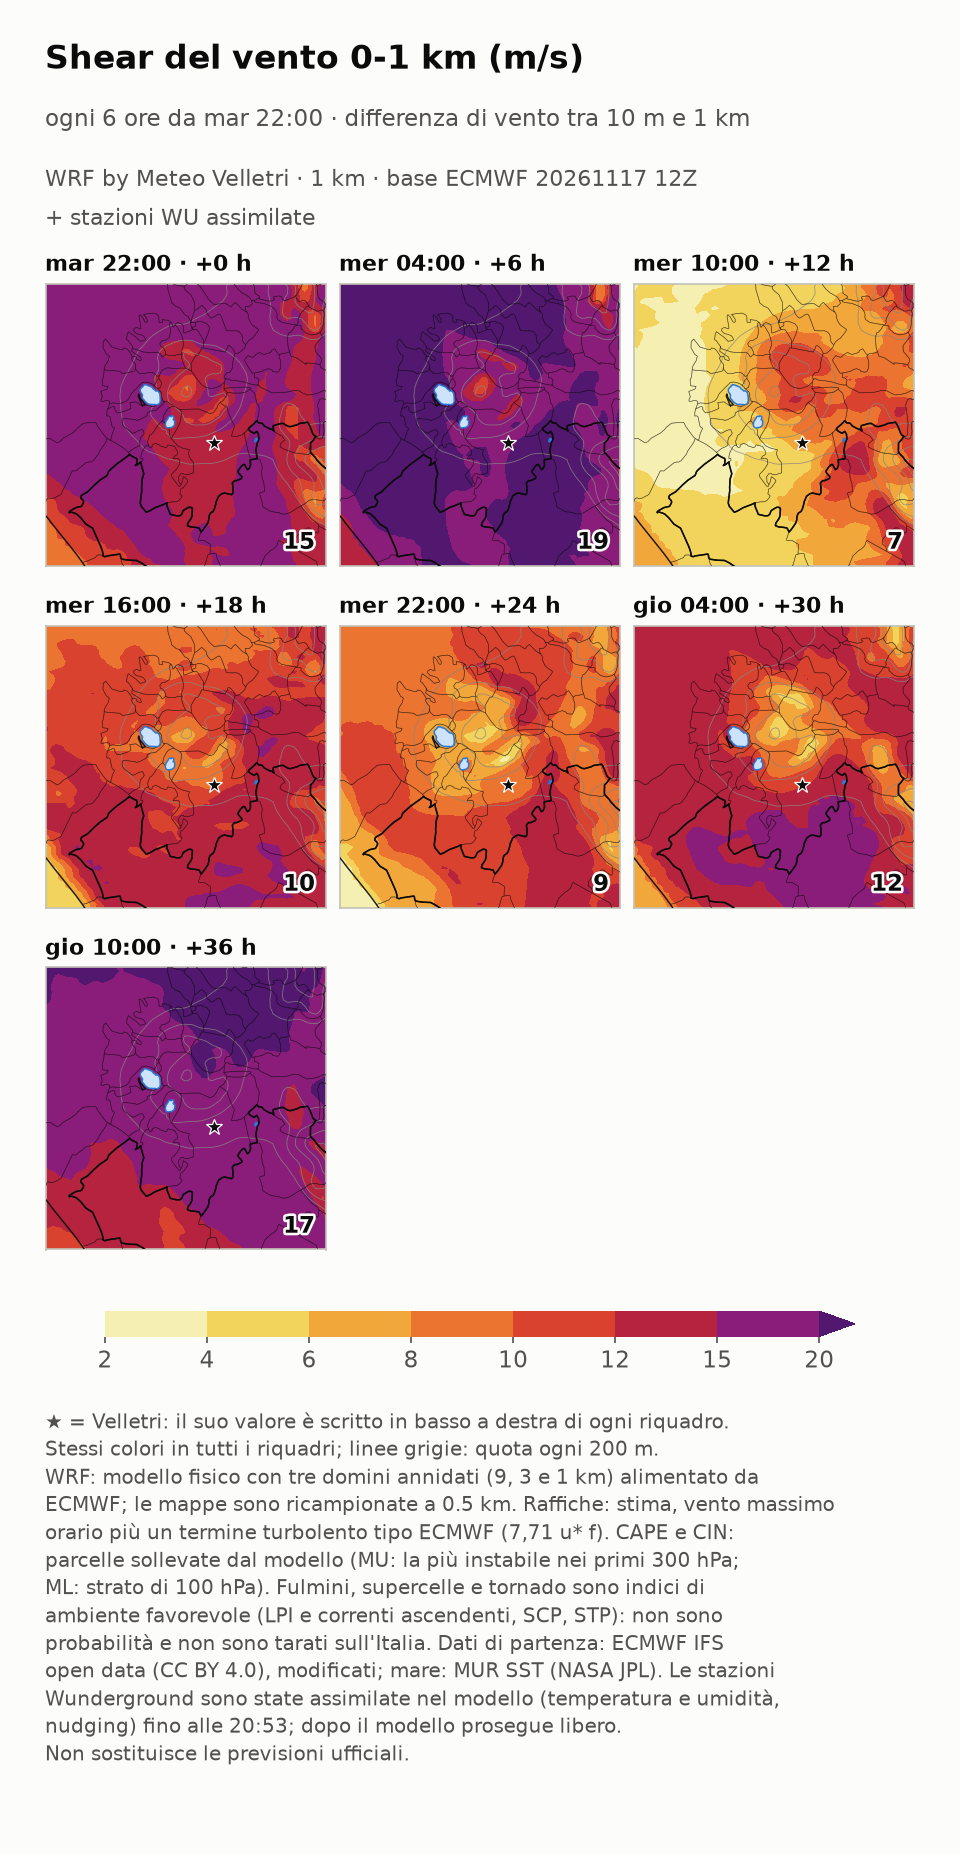 Shear del vento 0-1 km (m/s)
ogni 6 ore da mar 22:00 · differenza di vento tra 10 m e 1 km
WRF by Meteo Velletri · 1 km · base ECMWF 20261117 12Z
+ stazioni WU assimilate
mar 22:00 · +0 h
mer 04:00 · +6 h
mer 10:00 · +12 h
15
19
7
mer 16:00 · +18 h
mer 22:00 · +24 h
gio 04:00 · +30 h
10
9
12
gio 10:00 · +36 h
17
2 4 6 8 10 12 15 20
★ = Velletri: il suo valore è scritto in basso a destra di ogni riquadro.
Stessi colori in tutti i riquadri; linee grigie: quota ogni 200 m.
WRF: modello fisico con tre domini annidati (9, 3 e 1 km) alimentato da
ECMWF; le mappe sono ricampionate a 0.5 km. Raffiche: stima, vento massimo
orario più un termine turbolento tipo ECMWF (7,71 u* f). CAPE e CIN:
parcelle sollevate dal modello (MU: la più instabile nei primi 300 hPa;
ML: strato di 100 hPa). Fulmini, supercelle e tornado sono indici di
ambiente favorevole (LPI e correnti ascendenti, SCP, STP): non sono
probabilità e non sono tarati sull'Italia. Dati di partenza: ECMWF IFS
open data (CC BY 4.0), modificati; mare: MUR SST (NASA JPL). Le stazioni
Wunderground sono state assimilate nel modello (temperatura e umidità,
nudging) fino alle 20:53; dopo il modello prosegue libero.
Non sostituisce le previsioni ufficiali.